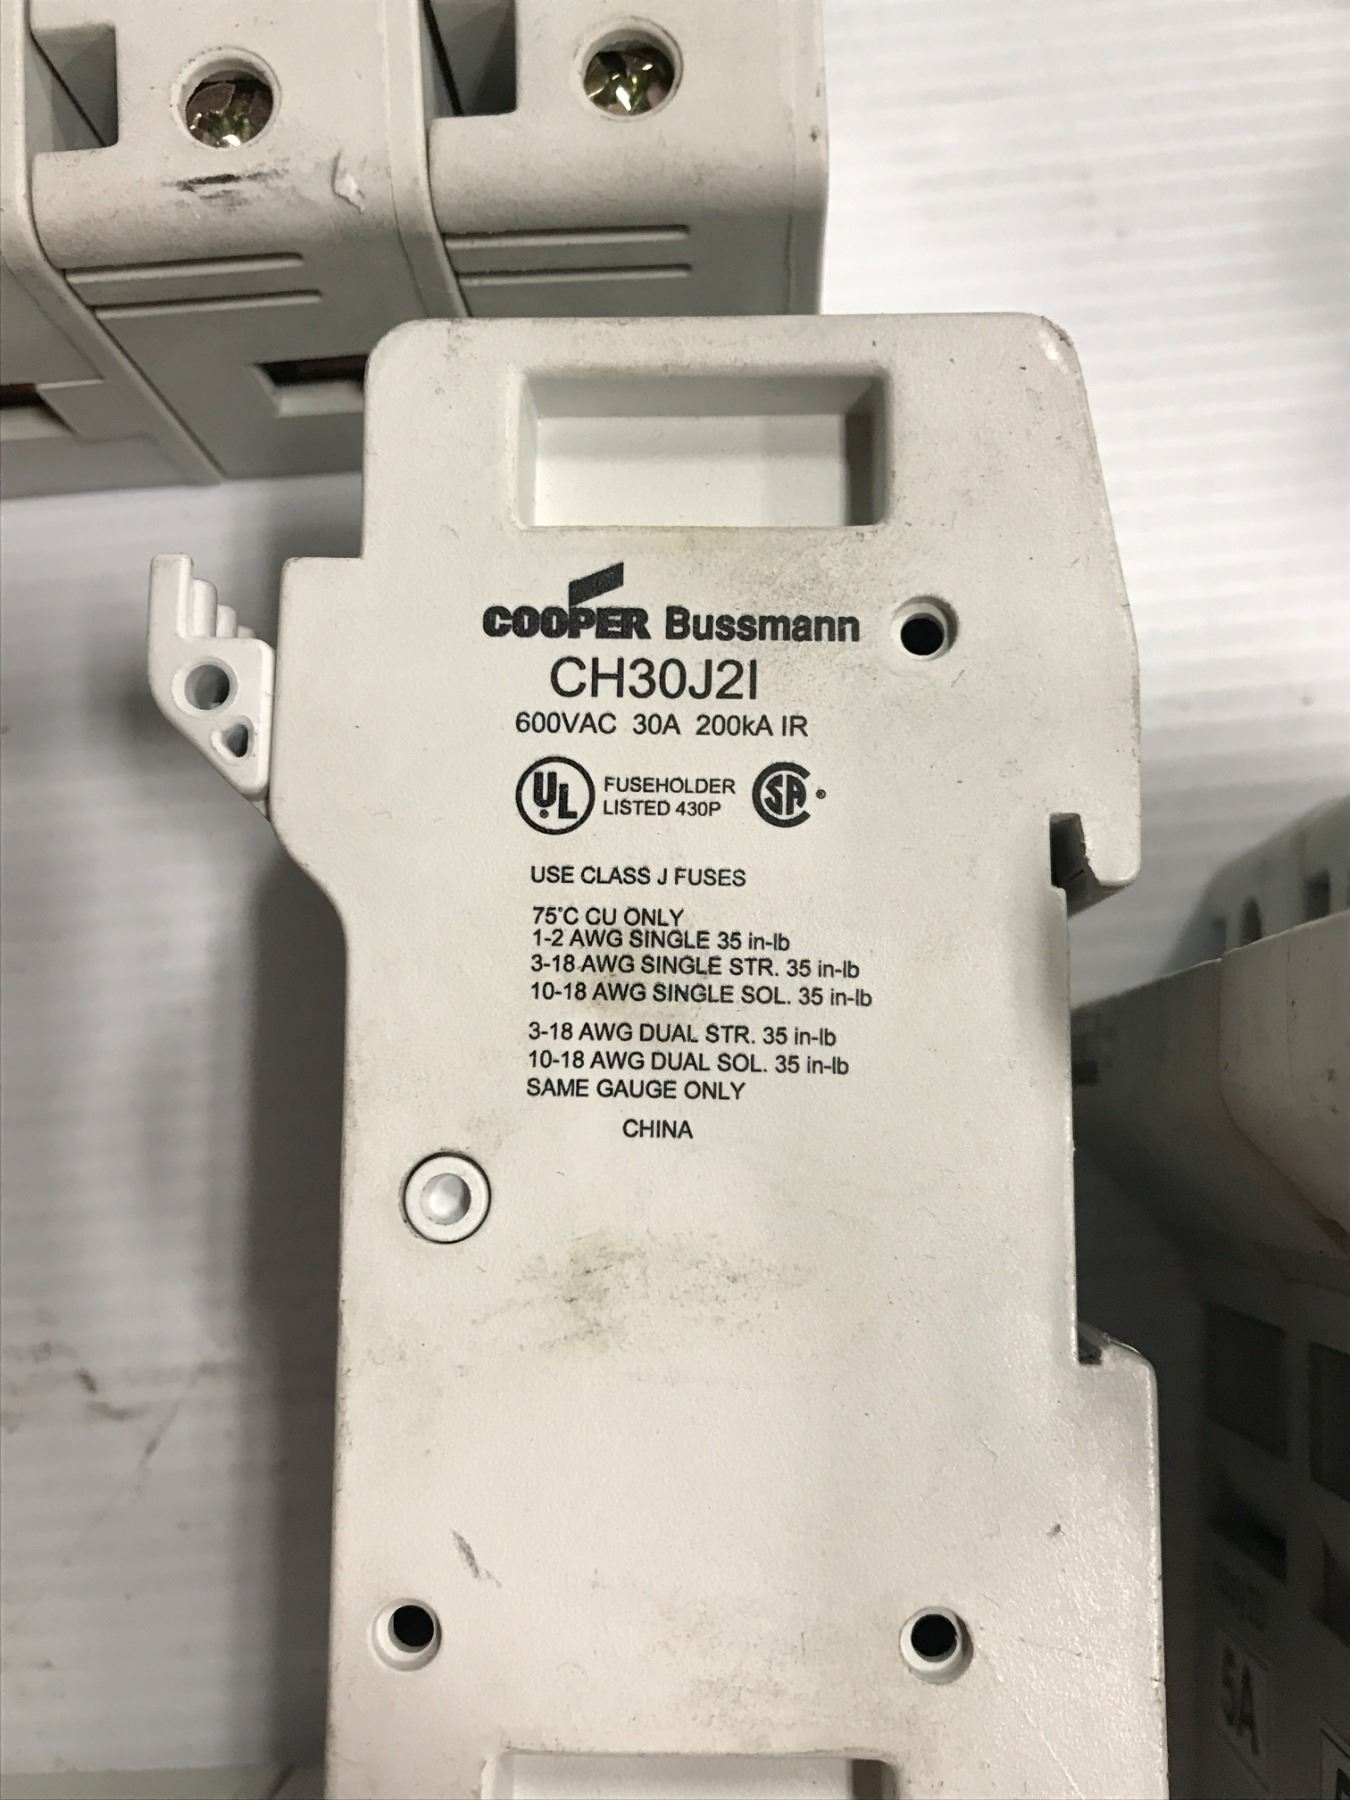 COOPER Bussmann
CH30J2I
600VAC 30A 200kA IR
UL FUSEHOLDER LISTED 430P SA ®
USE CLASS J FUSES
75°C CU ONLY
1-2 AWG SINGLE 35 in-lb
3-18 AWG SINGLE STR. 35 in-lb
10-18 AWG SINGLE SOL. 35 in-lb
3-18 AWG DUAL STR. 35 in-lb
10-18 AWG DUAL SOL. 35 in-lb
SAME GAUGE ONLY
CHINA
5A